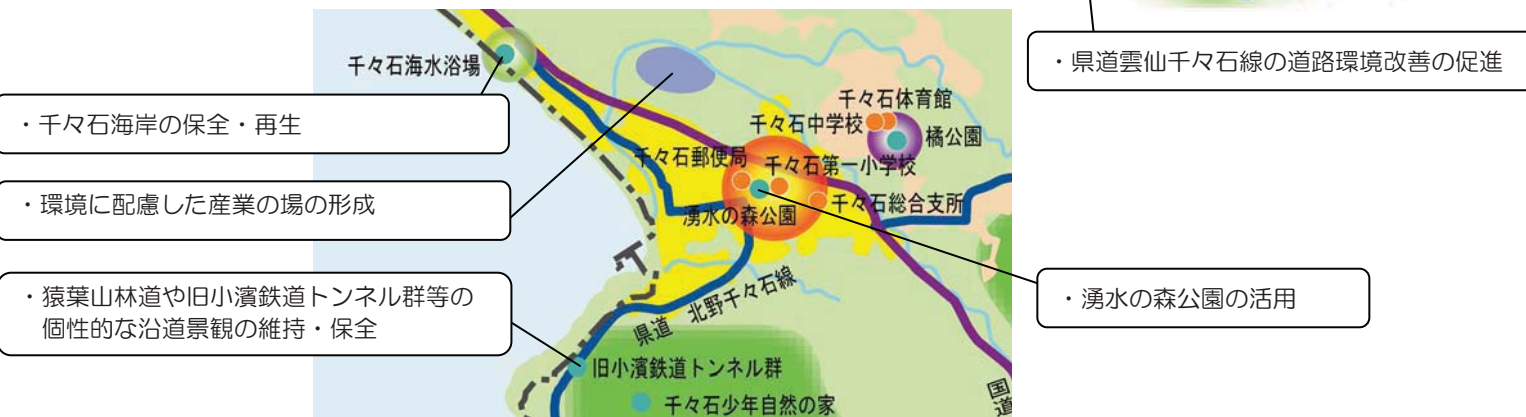 ・県道雲仙千々石線の道路環境改善の促進
千々石海水浴場
・千々石海岸の保全・再生
千々石体育館
千々石中学校
橘公園
千々石郵便局
千々石第一小学校
・環境に配慮した産業の場の形成
千々石総合支所
湧水の森公園
・猿葉山林道や旧小濱鉄道トンネル群等の
個性的な沿道景観の維持・保全
県道 北野千々石線
・湧水の森公園の活用
旧小濱鉄道トンネル群
千々石少年自然の家
国道